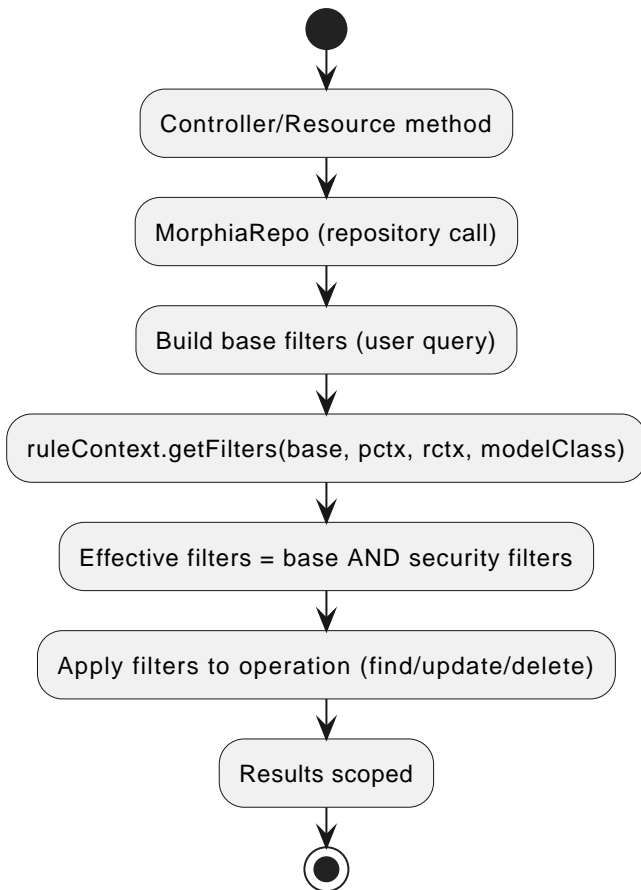 Controller/Resource method
MorphiaRepo (repository call)
Build base filters (user query)
ruleContext.getFilters(base, pctx, rctx, modelClass)
Effective filters = base AND security filters
Apply filters to operation (find/update/delete)
Results scoped